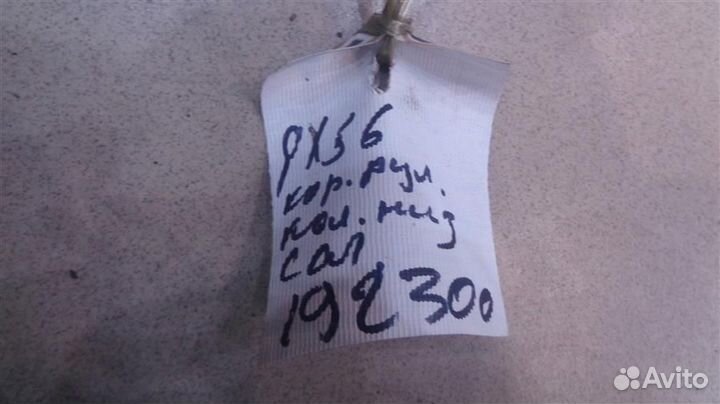 QX56
кор. рул.
кол. низ
сал
192300
Avito